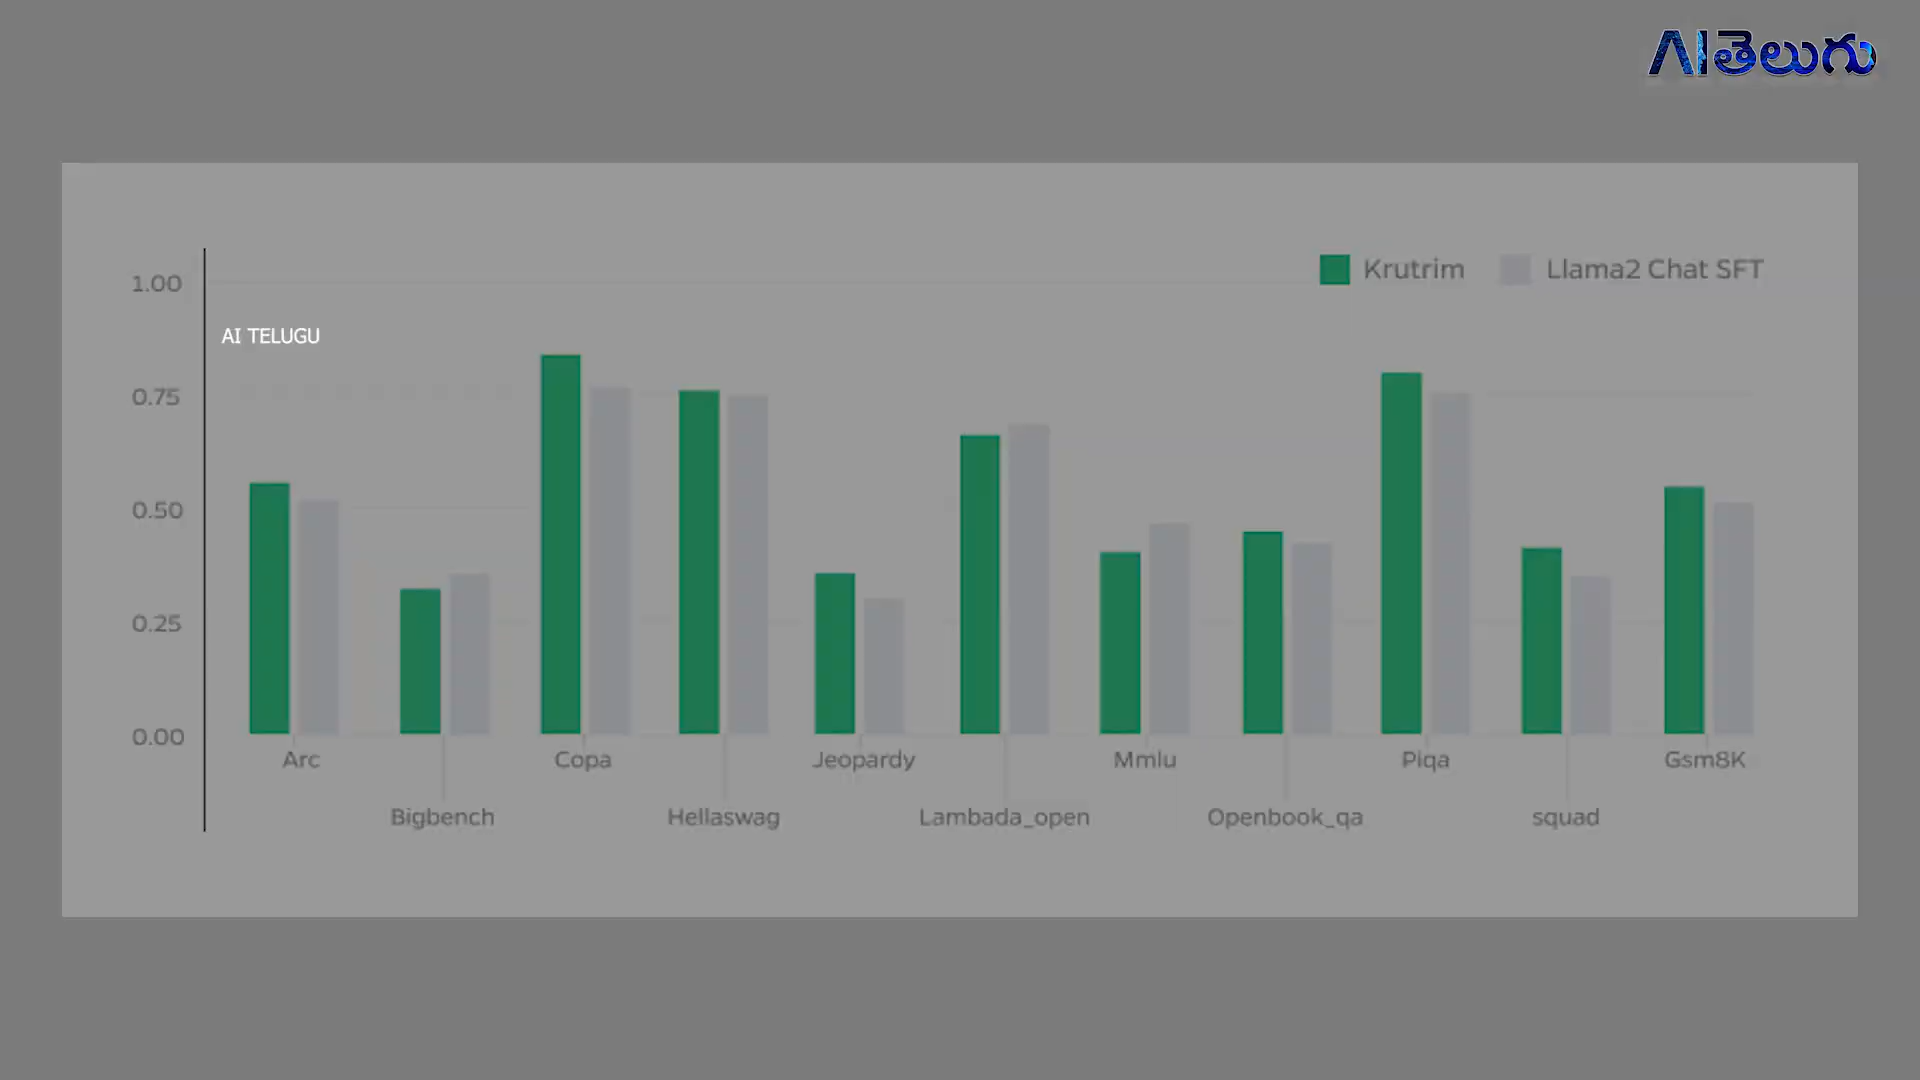 AIతెలుగు
Krutrim
Llama2 Chat SFT
1.00
AI TELUGU
0.75
0.50
0.25
0.00
Arc
Copa
Jeopardy
Mmlu
Piqa
Gsm8K
Bigbench
Hellaswag
Lambada_open
Openbook_qa
squad